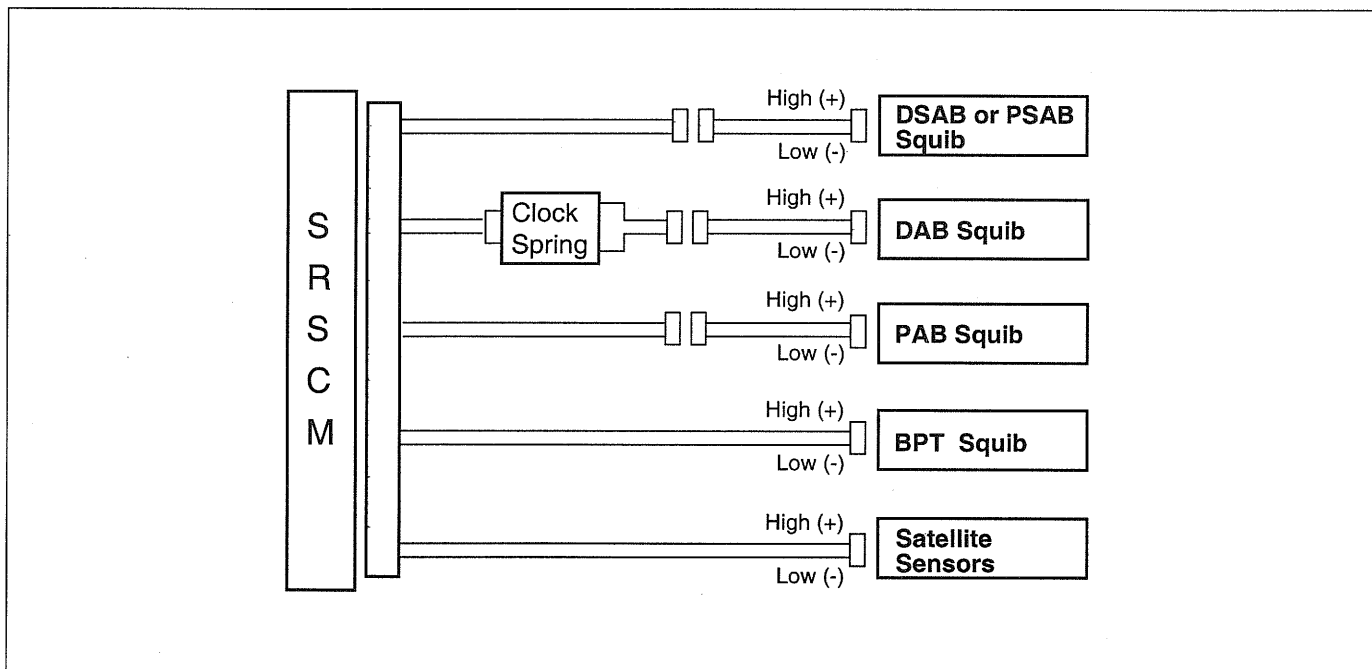 High (+)
DSAB or PSAB
Squib
Low (-)
High (+)
Clock
Spring
DAB Squib
Low (-)
High (+)
PAB Squib
Low (-)
High (+)
BPT Squib
Low (-)
High (+)
Satellite
Sensors
Low (-)
S
R
S
C
M